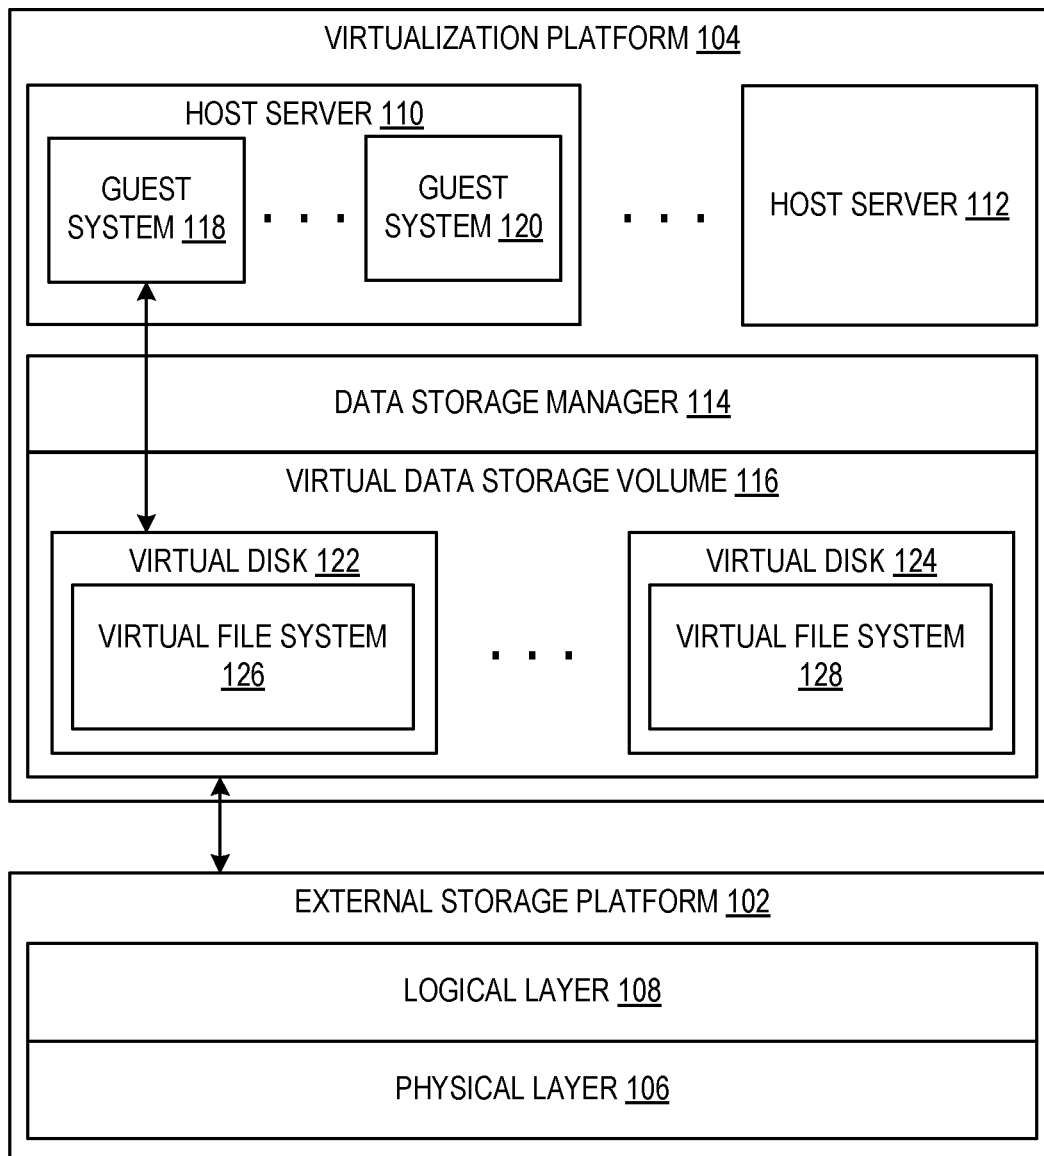 VIRTUALIZATION PLATFORM 104
HOST SERVER 110
GUEST
SYSTEM 118
. . .
GUEST
SYSTEM 120
. . .
HOST SERVER 112
DATA STORAGE MANAGER 114
VIRTUAL DATA STORAGE VOLUME 116
VIRTUAL DISK 122
VIRTUAL FILE SYSTEM
126
. . .
VIRTUAL DISK 124
VIRTUAL FILE SYSTEM
128
EXTERNAL STORAGE PLATFORM 102
LOGICAL LAYER 108
PHYSICAL LAYER 106